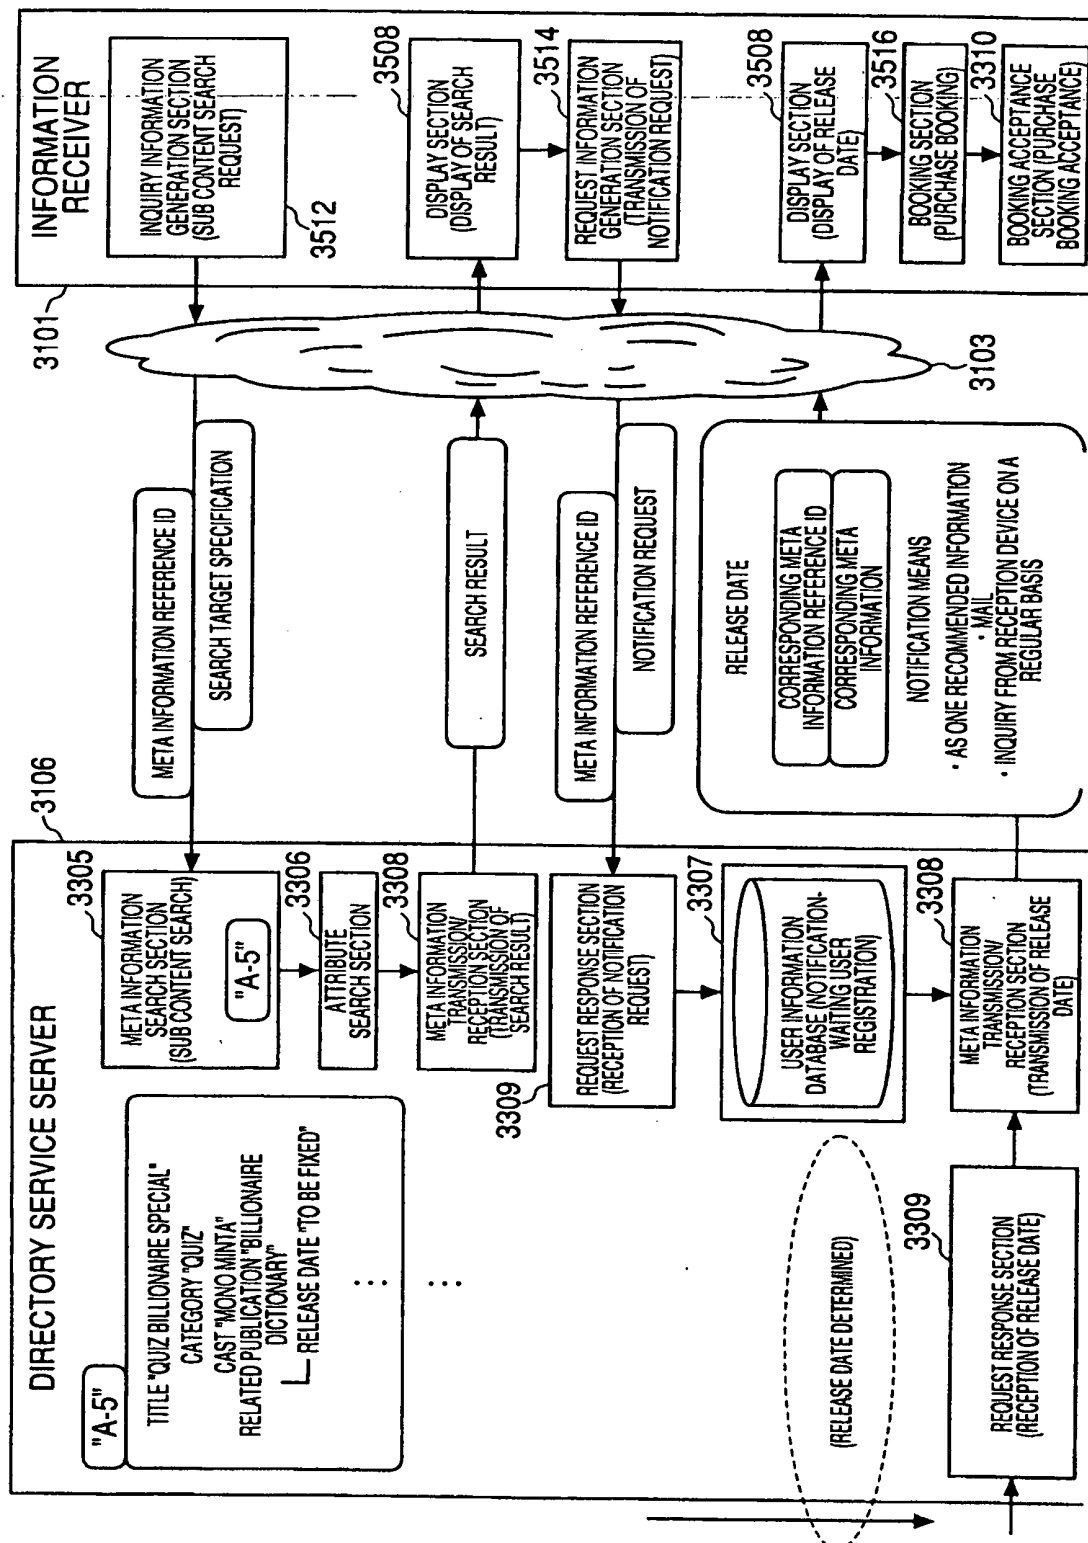 DIRECTORY SERVICE SERVER
3106
"A-5"
TITLE "QUIZ BILLIONAIRE SPECIAL"
CATEGORY "QUIZ"
CAST "MONO MINTA"
RELATED PUBLICATION "BILLIONAIRE
DICTIONARY"
RELEASE DATE "TO BE FIXED"
3305
META INFORMATION
SEARCH SECTION
(SUB CONTENT SEARCH)
"A-5"
3306
ATTRIBUTE
SEARCH SECTION
3308
META INFORMATION
TRANSMISSION/
RECEPTION SECTION
(TRANSMISSION OF
SEARCH RESULT)
3309
REQUEST RESPONSE SECTION
(RECEPTION OF NOTIFICATION
REQUEST)
3307
USER INFORMATION
DATABASE (NOTIFICATION-
WAITING USER
REGISTRATION)
(RELEASE DATE DETERMINED)
3309
REQUEST RESPONSE SECTION
(RECEPTION OF RELEASE DATE)
3308
META INFORMATION
TRANSMISSION/
RECEPTION SECTION
(TRANSMISSION OF RELEASE
DATE)
META INFORMATION REFERENCE ID
SEARCH TARGET SPECIFICATION
SEARCH RESULT
META INFORMATION REFERENCE ID
NOTIFICATION REQUEST
RELEASE DATE
CORRESPONDING META
INFORMATION REFERENCE ID
CORRESPONDING META
INFORMATION
NOTIFICATION MEANS
• AS ONE RECOMMENDED INFORMATION
• MAIL
• INQUIRY FROM RECEPTION DEVICE ON A
REGULAR BASIS
3103
3101
INFORMATION
RECEIVER
INQUIRY INFORMATION
GENERATION SECTION
(SUB CONTENT SEARCH
REQUEST)
3512
3508
DISPLAY SECTION
(DISPLAY OF SEARCH
RESULT)
3514
REQUEST INFORMATION
GENERATION SECTION
(TRANSMISSION OF
NOTIFICATION REQUEST)
3508
DISPLAY SECTION
(DISPLAY OF RELEASE
DATE)
3516
BOOKING SECTION
(PURCHASE BOOKING)
3310
BOOKING ACCEPTANCE
SECTION (PURCHASE
BOOKING ACCEPTANCE)